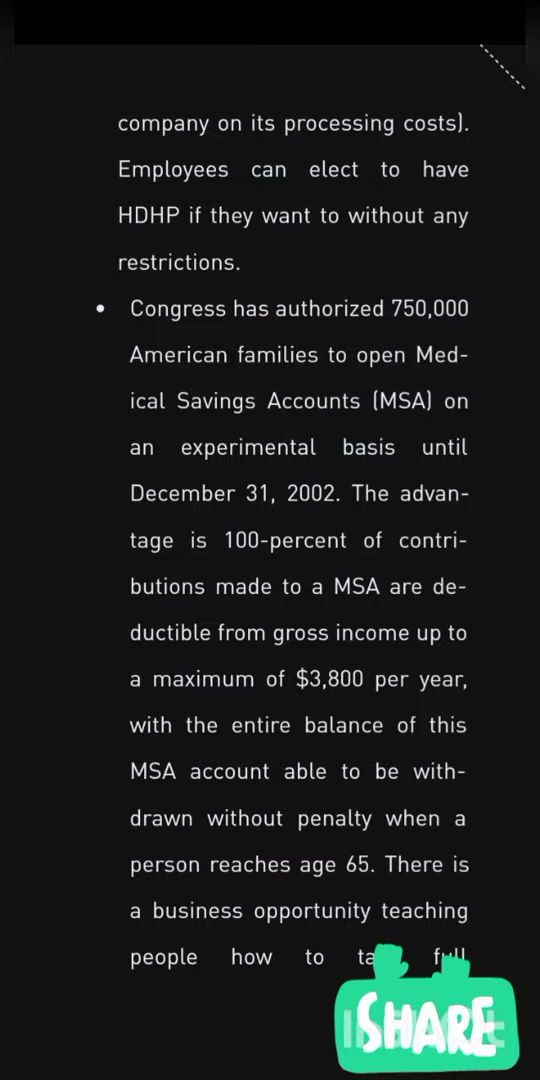 company on its processing costs).
Employees can elect to have
HDHP if they want to without any
restrictions.
• Congress has authorized 750,000
American families to open Med-
ical Savings Accounts (MSA) on
an experimental basis until
December 31, 2002. The advan-
tage is 100-percent of contri-
butions made to a MSA are de-
ductible from gross income up to
a maximum of $3,800 per year,
with the entire balance of this
MSA account able to be with-
drawn without penalty when a
person reaches age 65. There is
a business opportunity teaching
people how to full
SHARE